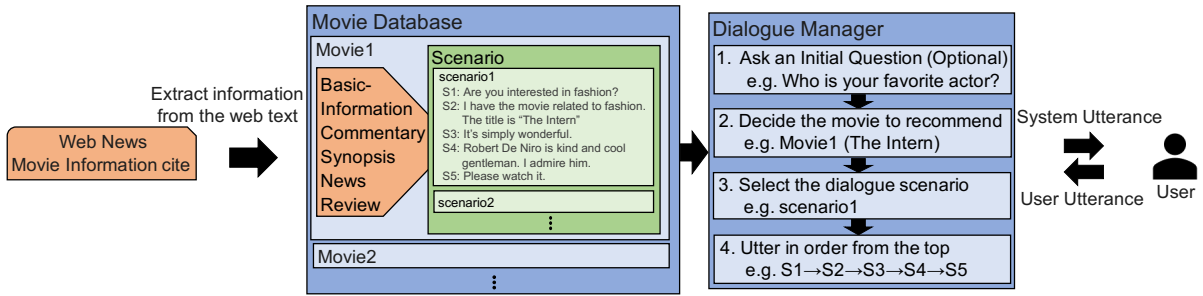 Extract information
from the web text
Web News
Movie Information cite
Movie Database
Movie1
Basic-
Information
Commentary
Synopsis
News
Review
Scenario
scenario1
S1: Are you interested in fashion?
S2: I have the movie related to fashion.
The title is “The Intern”
S3: It's simply wonderful.
S4: Robert De Niro is kind and cool
gentleman. I admire him.
S5: Please watch it.
scenario2
Movie2
Dialogue Manager
1. Ask an Initial Question (Optional)
e.g. Who is your favorite actor?
2. Decide the movie to recommend
e.g. Movie1 (The Intern)
3. Select the dialogue scenario
e.g. scenario1
4. Utter in order from the top
e.g. S1→S2→S3→S4→S5
System Utterance
User Utterance
User